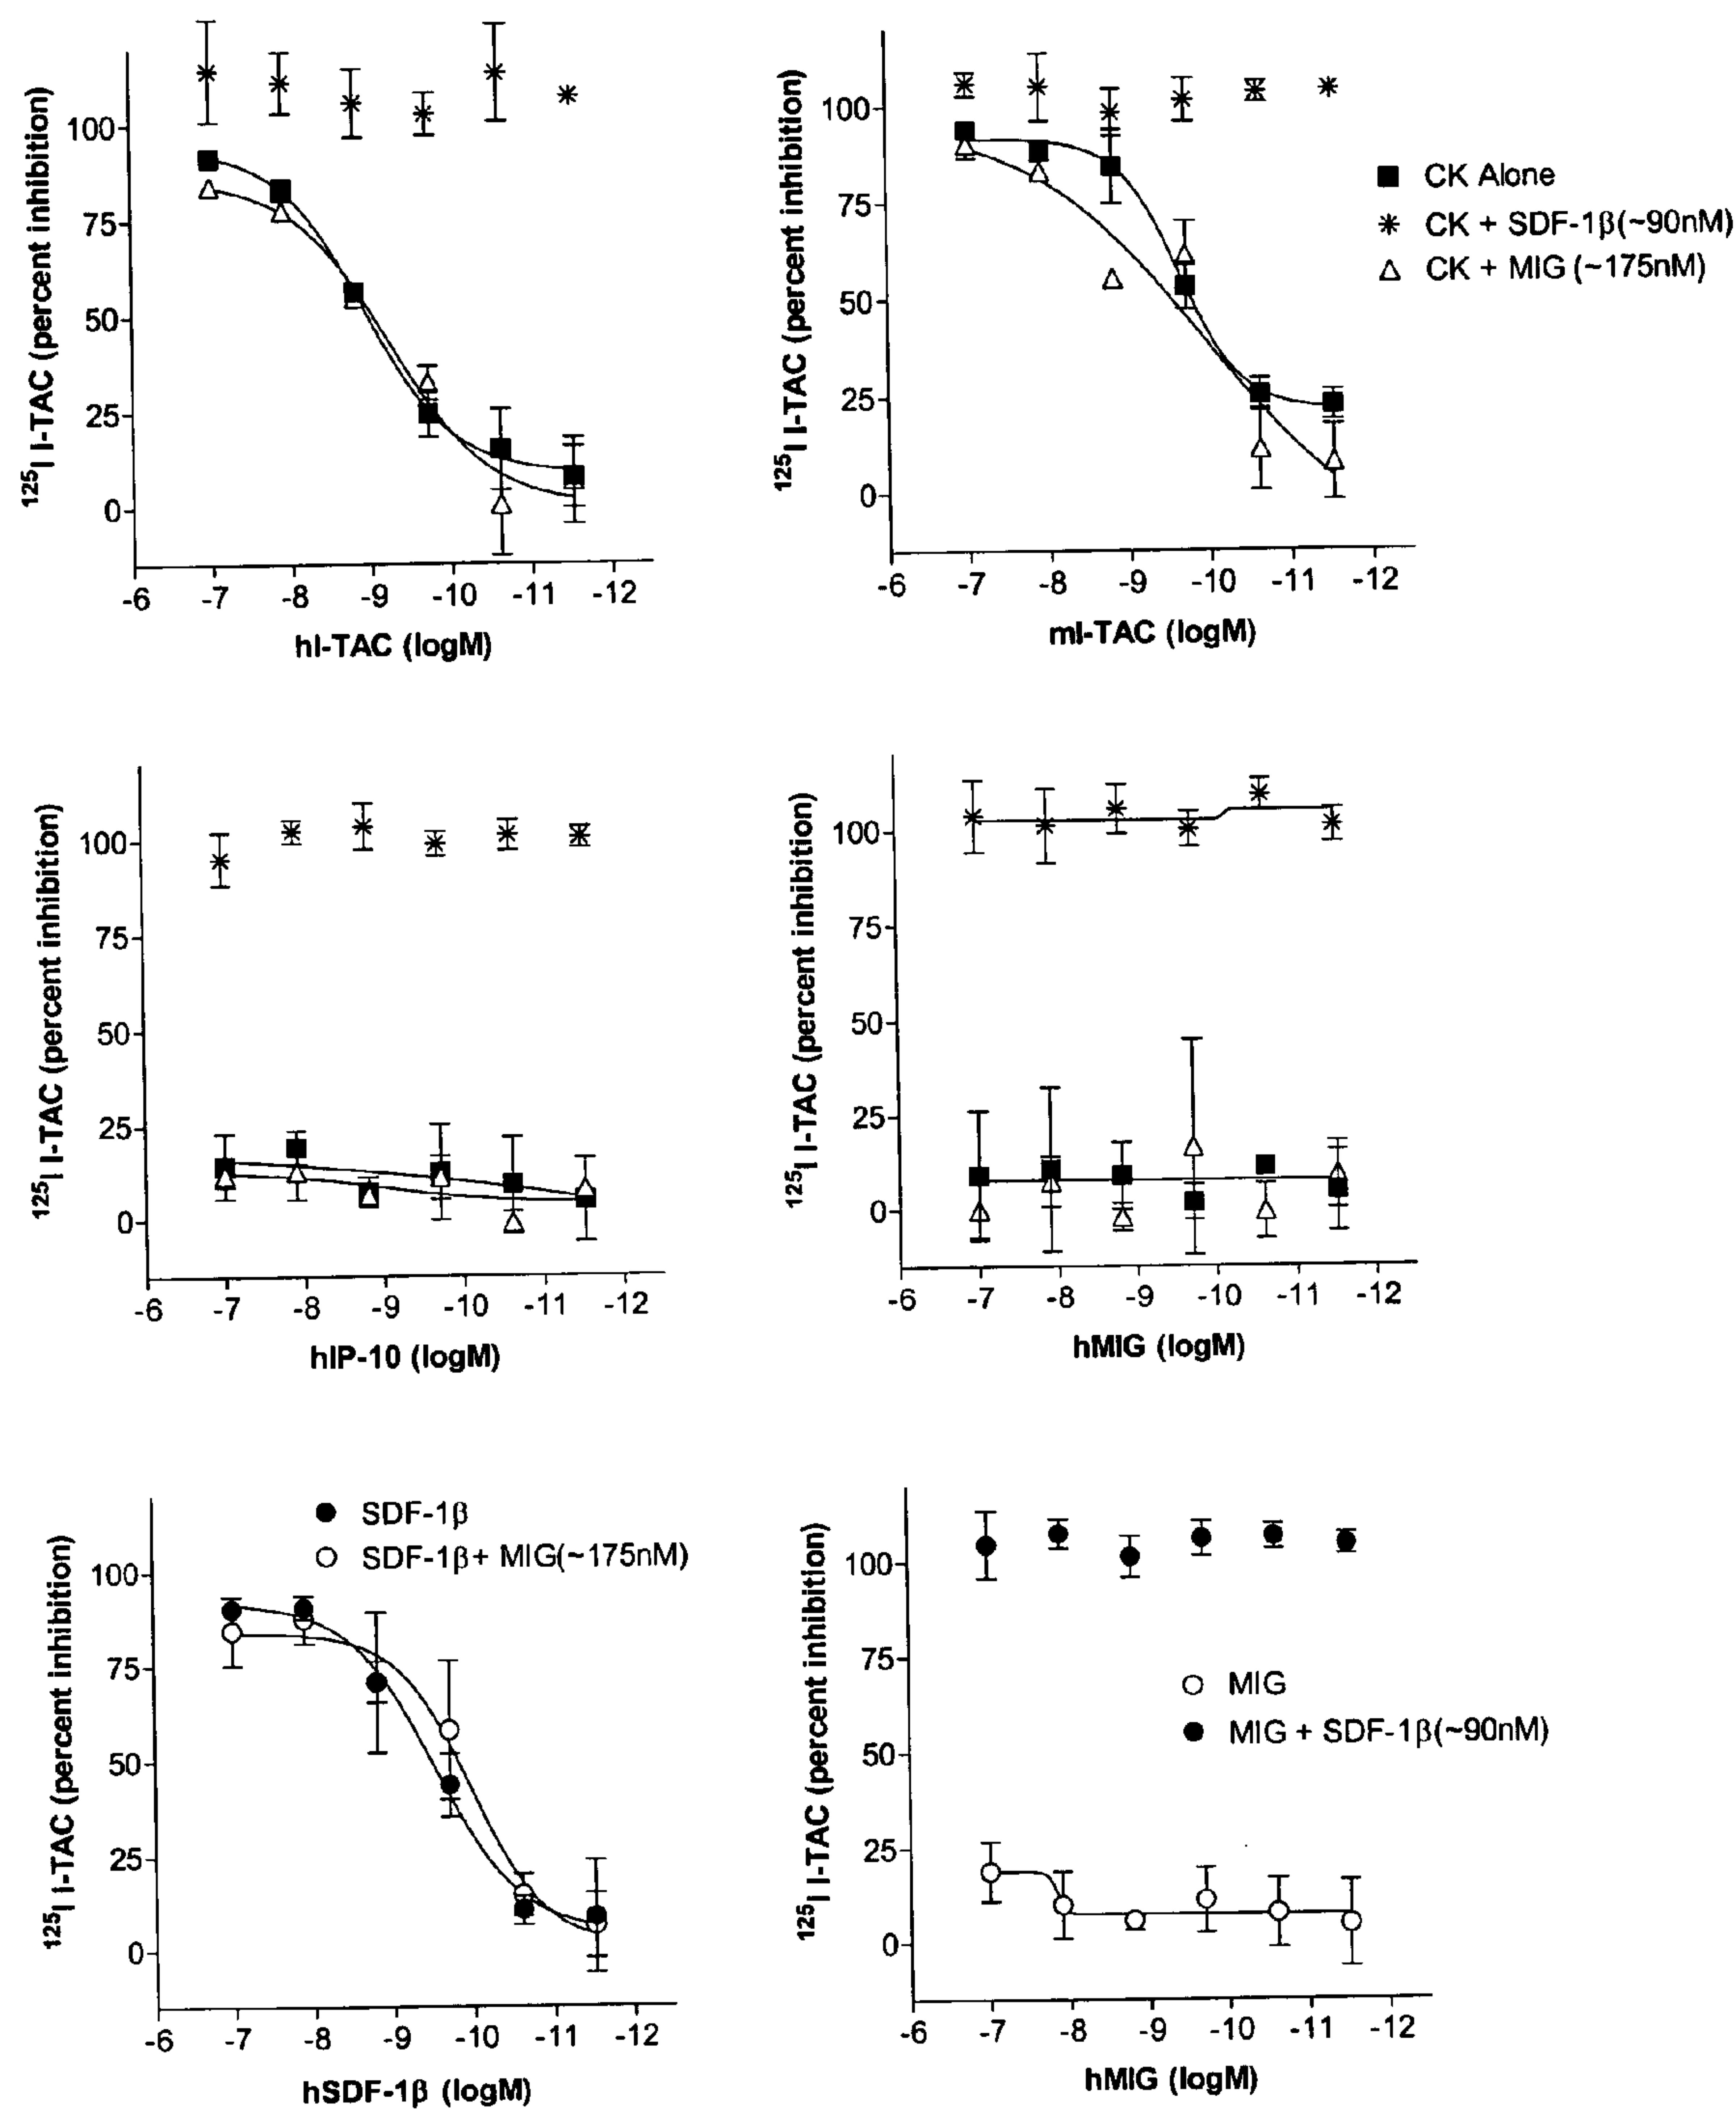 ¹²⁵I I-TAC (percent inhibition)
100
75
50
25
0
-6 -7 -8 -9 -10 -11 -12
hI-TAC (logM)
¹²⁵I I-TAC (percent inhibition)
100
75
50
25
0
-6 -7 -8 -9 -10 -11 -12
mI-TAC (logM)
CK Alone
CK + SDF-1β(~90nM)
CK + MIG (~175nM)
¹²⁵I I-TAC (percent inhibition)
100
75
50
25
0
-6 -7 -8 -9 -10 -11 -12
hIP-10 (logM)
¹²⁵I I-TAC (percent inhibition)
100
75
50
25
0
-6 -7 -8 -9 -10 -11 -12
hMIG (logM)
SDF-1β
SDF-1β+ MIG(~175nM)
¹²⁵I I-TAC (percent inhibition)
100
75
50
25
0
-6 -7 -8 -9 -10 -11 -12
hSDF-1β (logM)
¹²⁵I I-TAC (percent inhibition)
100
75
50
25
0
MIG
MIG + SDF-1β(~90nM)
-6 -7 -8 -9 -10 -11 -12
hMIG (logM)